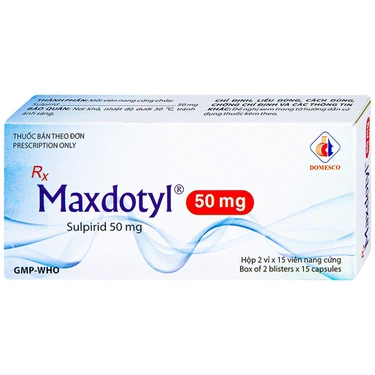 THÀNH PHẦN: Mỗi viên nang cứng chứa:
Sulpirid 50 mg
BẢO QUẢN: Nơi khô, nhiệt độ dưới 30 °C, tránh
ánh sáng.
CHỈ ĐỊNH, LIỀU DÙNG, CÁCH DÙNG,
CHỐNG CHỈ ĐỊNH VÀ CÁC THÔNG TIN
KHÁC: Đề nghị xem trong tờ hướng dẫn sử
dụng thuốc kèm theo.
THUỐC BÁN THEO ĐƠN
PRESCRIPTION ONLY
DOMESCO
Rx
Maxdotyl® 50 mg
Sulpirid 50 mg
GMP-WHO
Hộp 2 vỉ x 15 viên nang cứng
Box of 2 blisters x 15 capsules